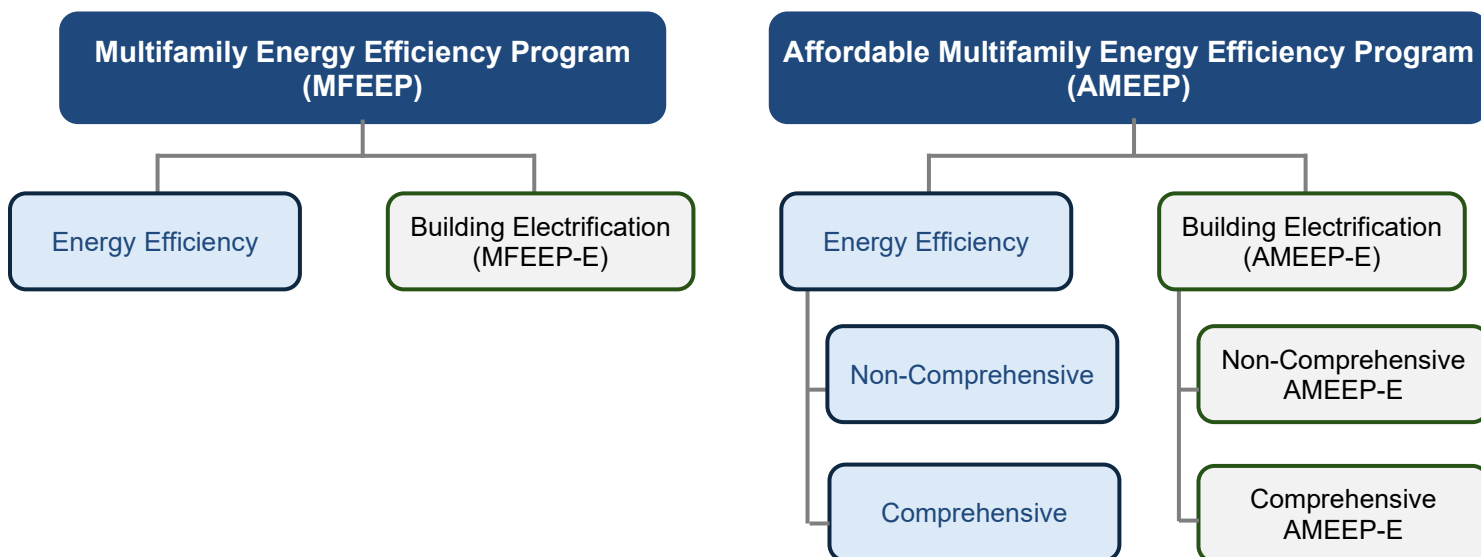 Multifamily Energy Efficiency Program
(MFEEP)
Energy Efficiency
Building Electrification
(MFEEP-E)
Affordable Multifamily Energy Efficiency Program
(AMEEP)
Energy Efficiency
Non-Comprehensive
Comprehensive
Building Electrification
(AMEEP-E)
Non-Comprehensive
AMEEP-E
Comprehensive
AMEEP-E